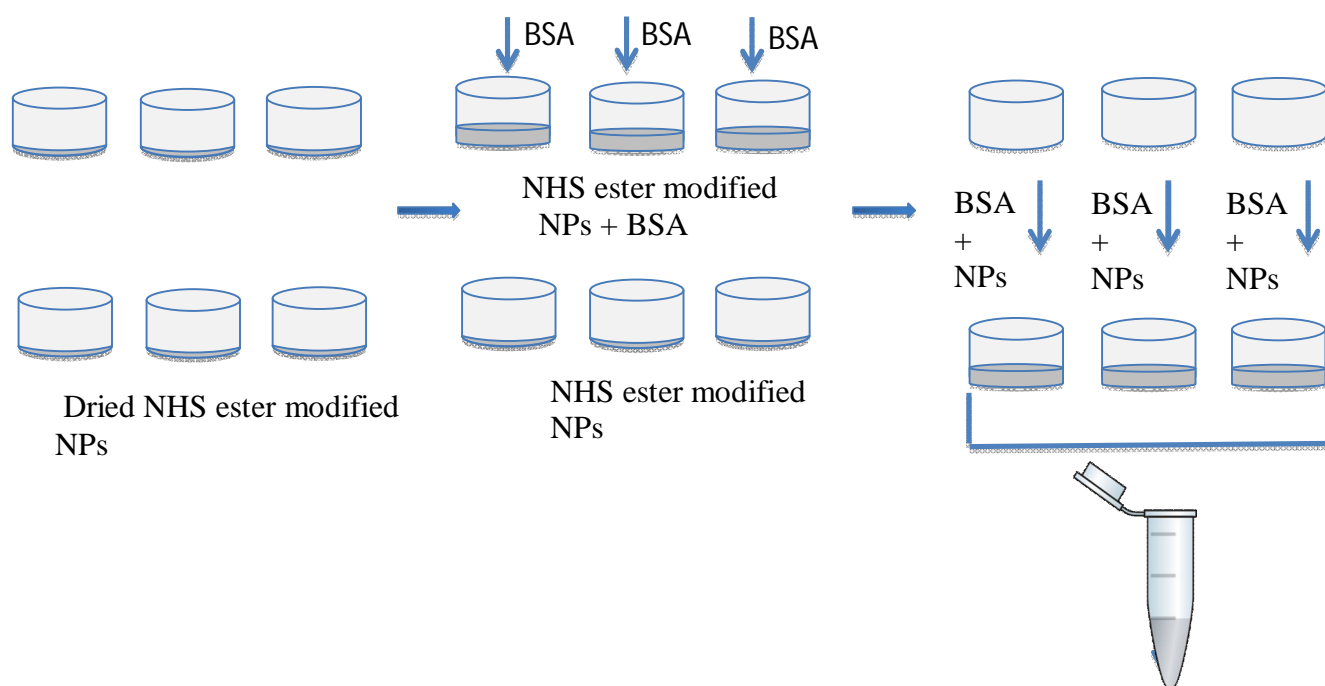 BSA
BSA
BSA
NHS ester modified
NPs + BSA
BSA
+
NPs
BSA
+
NPs
BSA
+
NPs
Dried NHS ester modified
NPs
NHS ester modified
NPs